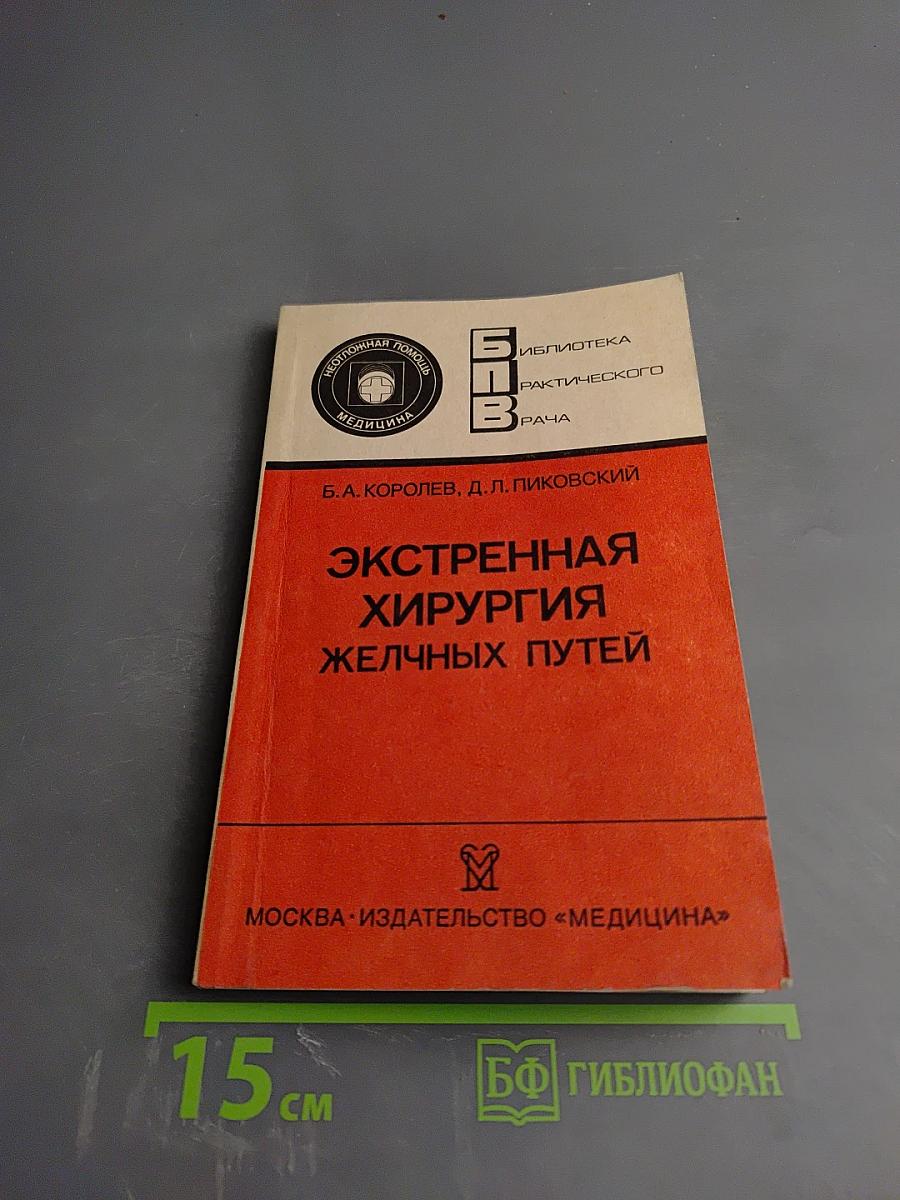 НЕОТЛОЖНАЯ ПОМОЩЬ
МЕДИЦИНА
БИБЛИОТЕКА
ПРАКТИЧЕСКОГО
ВРАЧА
Б. А. КОРОЛЕВ, Д. Л. ПИКОВСКИЙ
ЭКСТРЕННАЯ
ХИРУРГИЯ
ЖЕЛЧНЫХ ПУТЕЙ
МОСКВА · ИЗДАТЕЛЬСТВО «МЕДИЦИНА»
15 см
БФ ГИБЛИОФАН